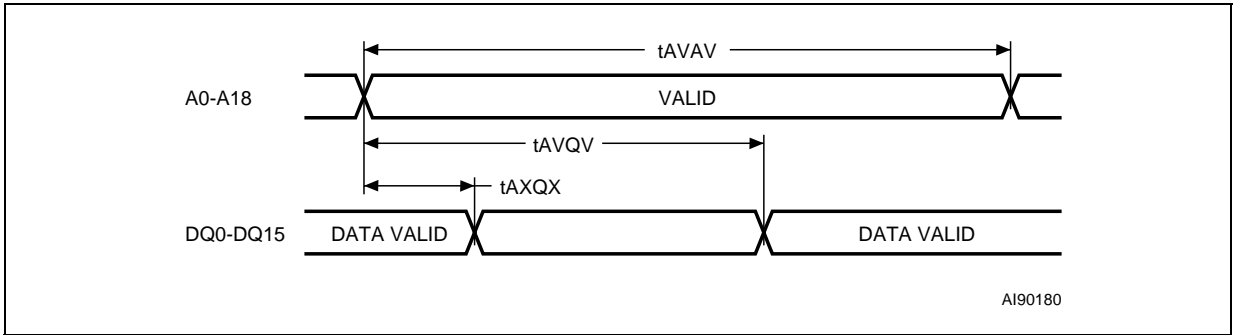 tAVAV
A0-A18 VALID
tAVQV
tAXQX
DQ0-DQ15 DATA VALID DATA VALID
AI90180